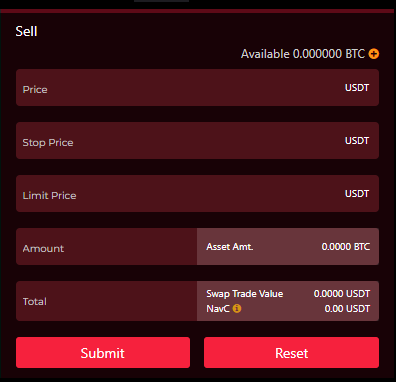 Sell
Available 0.000000 BTC
Price USDT
Stop Price USDT
Limit Price USDT
Amount Asset Amt. 0.0000 BTC
Total Swap Trade Value 0.0000 USDT
NavC 0.00 USDT
Submit Reset